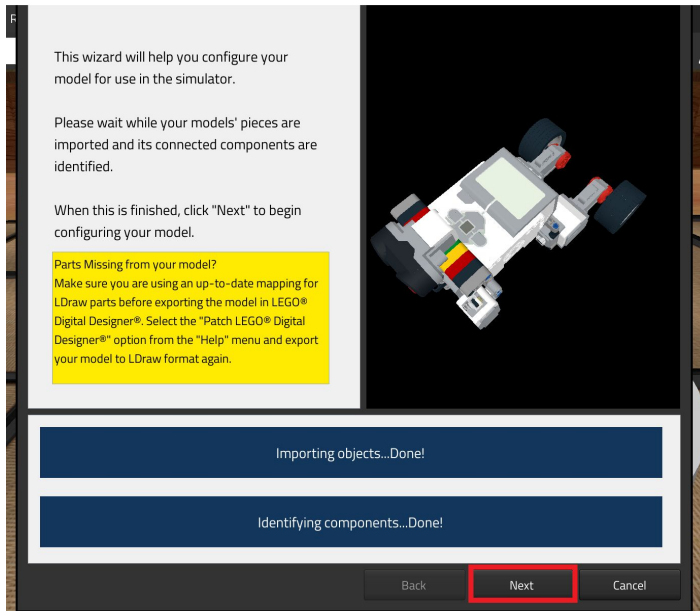 This wizard will help you configure your
model for use in the simulator.
Please wait while your models' pieces are
imported and its connected components are
identified.
When this is finished, click "Next" to begin
configuring your model.
Parts Missing from your model?
Make sure you are using an up-to-date mapping for
LDraw parts before exporting the model in LEGO®
Digital Designer®. Select the "Patch LEGO® Digital
Designer®" option from the "Help" menu and export
your model to LDraw format again.
Importing objects...Done!
Identifying components...Done!
Back
Next
Cancel